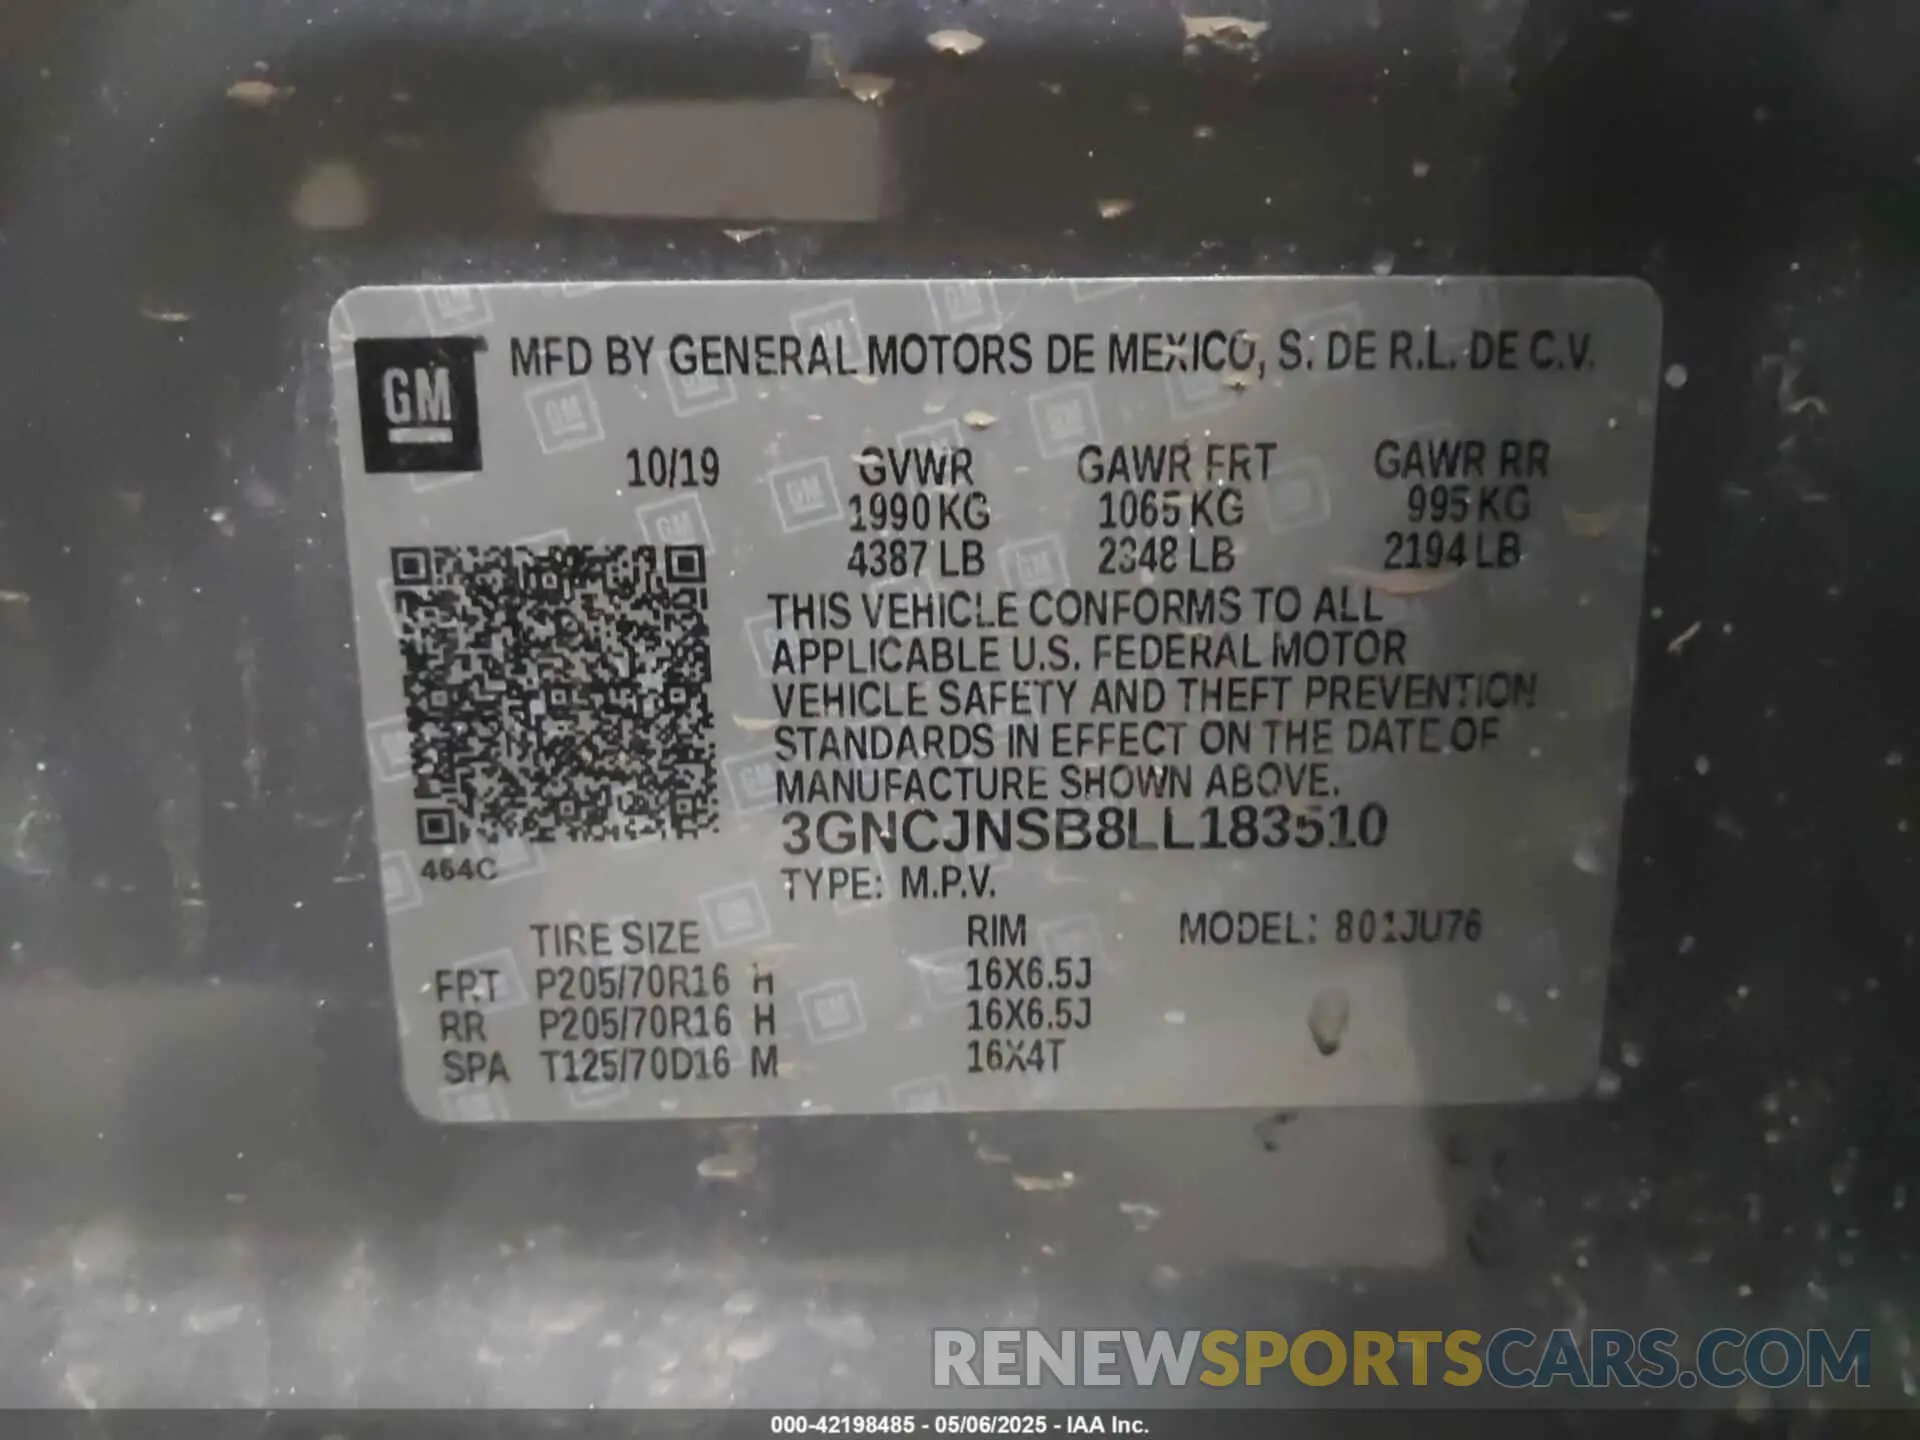 GM MFD BY GENERAL MOTORS DE MEXICO, S. DE R.L. DE C.V.
10/19 GVWR GAWR FRT GAWR RR
1990 KG 1065 KG 995 KG
4387 LB 2348 LB 2194 LB
THIS VEHICLE CONFORMS TO ALL
APPLICABLE U.S. FEDERAL MOTOR
VEHICLE SAFETY AND THEFT PREVENTION
STANDARDS IN EFFECT ON THE DATE OF
MANUFACTURE SHOWN ABOVE.
3GNCJNSB8LL183510
464C
TYPE: M.P.V.
TIRE SIZE RIM MODEL: 801JU76
FRT P205/70R16 H 16X6.5J
RR P205/70R16 H 16X6.5J
SPA T125/70D16 M 16X4T
RENEWSPORTSCARS.COM
000-42198485 - 05/06/2025 - IAA Inc.